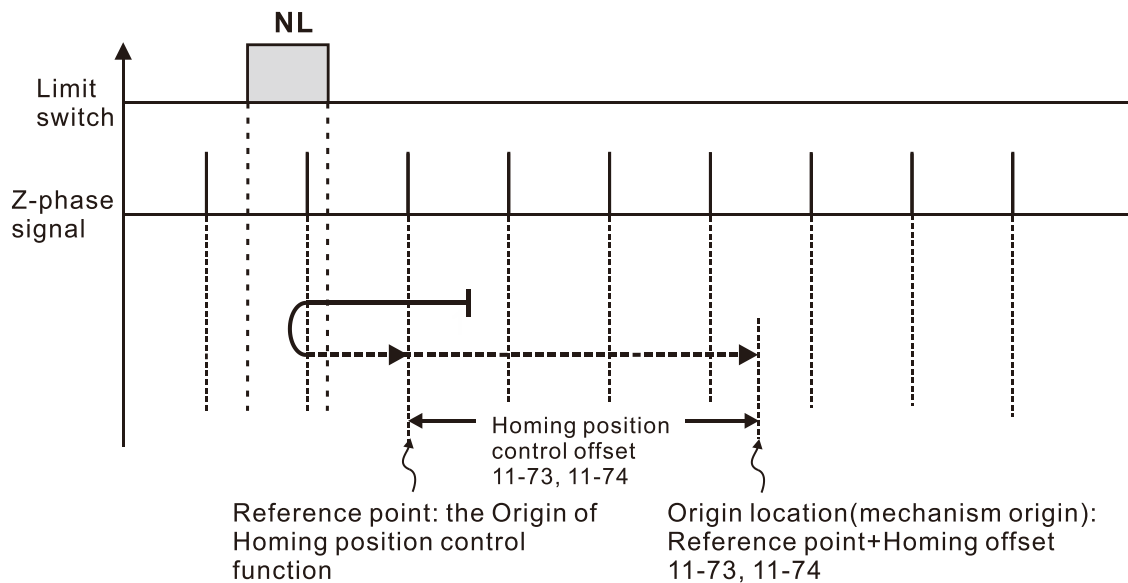 NL
Limit
switch
Z-phase
signal
Homing position
control offset
11-73, 11-74
Reference point: the Origin of
Homing position control
function
Origin location(mechanism origin):
Reference point+Homing offset
11-73, 11-74